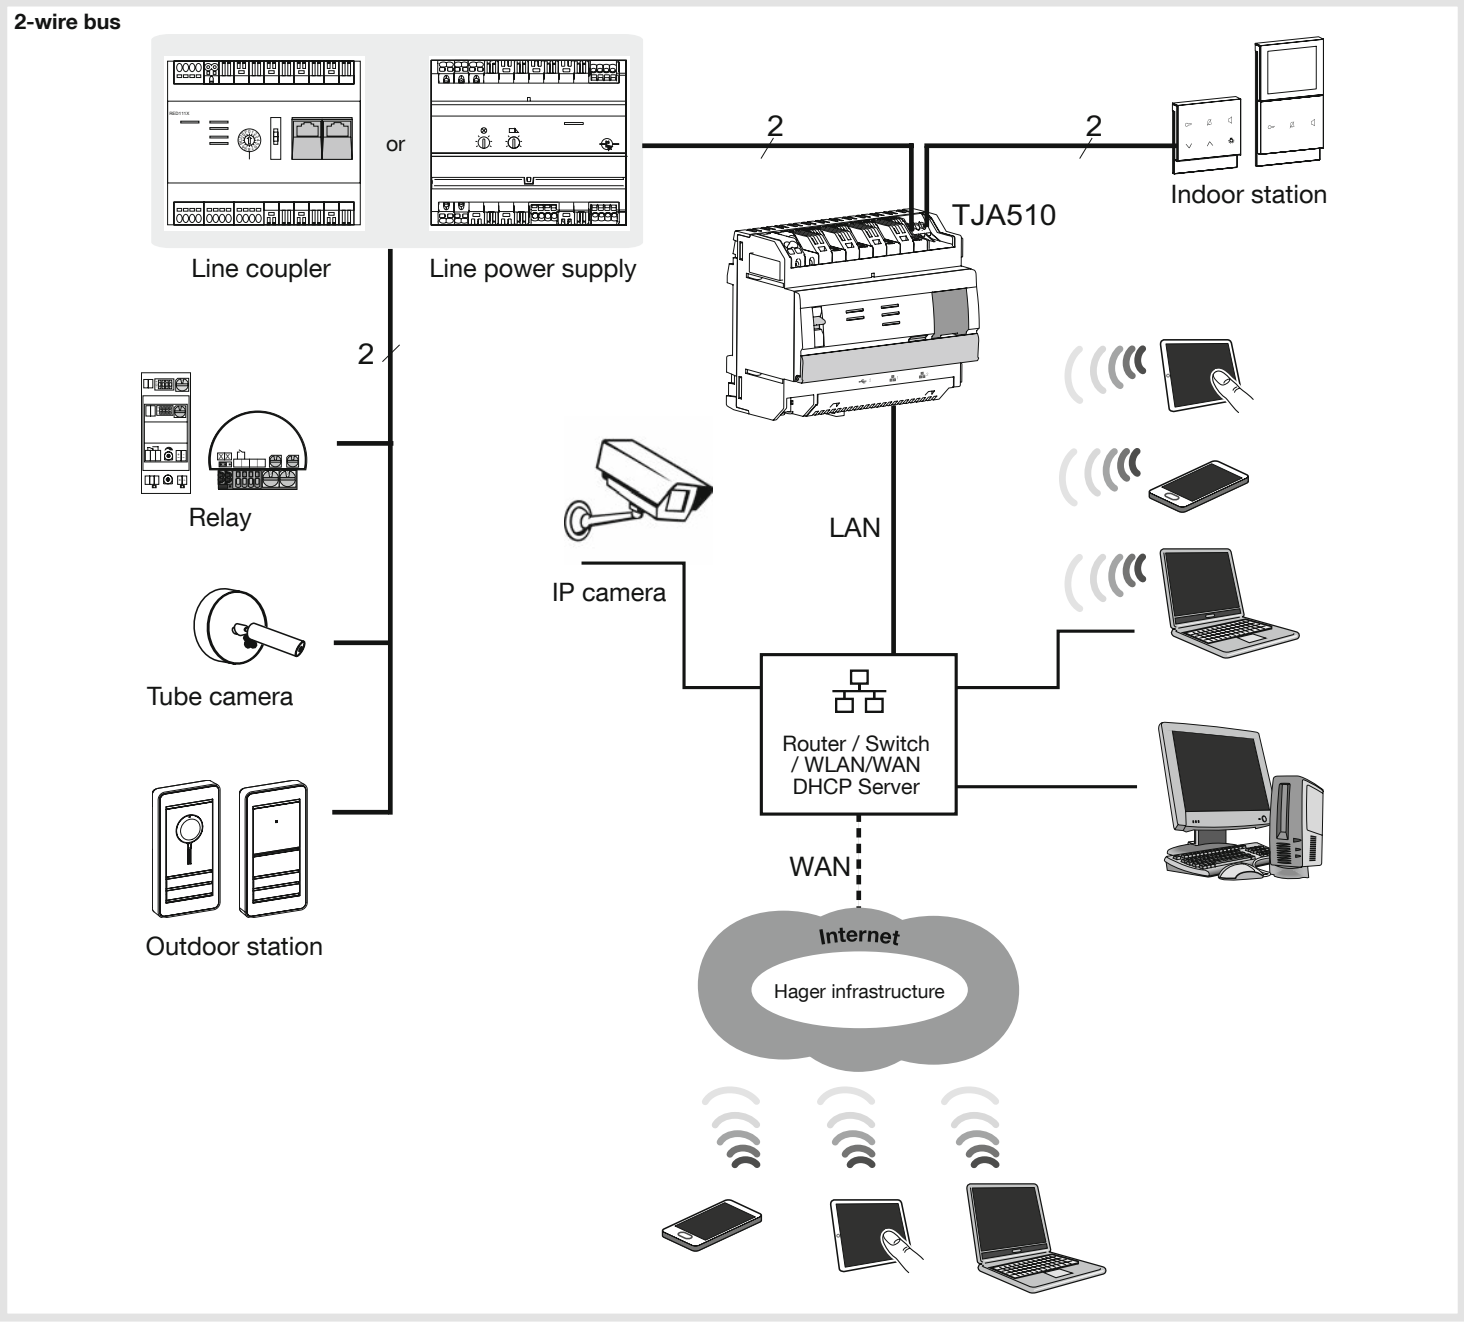 2-wire bus
or
2
2
Indoor station
TJA510
Line coupler
Line power supply
2
Relay
LAN
IP camera
Tube camera
Router / Switch
/ WLAN/WAN
DHCP Server
WAN
Outdoor station
Internet
Hager infrastructure